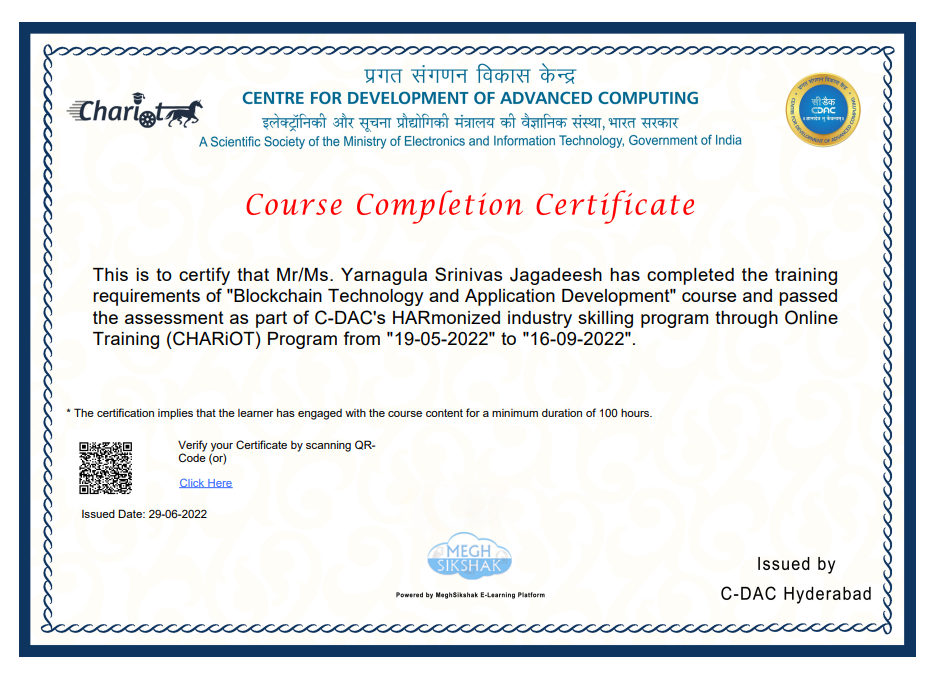 Chariot
प्रगत संगणन विकास केन्द्र
CENTRE FOR DEVELOPMENT OF ADVANCED COMPUTING
इलेक्ट्रॉनिकी और सूचना प्रौद्योगिकी मंत्रालय की वैज्ञानिक संस्था, भारत सरकार
A Scientific Society of the Ministry of Electronics and Information Technology, Government of India
सी डैक
CDAC
Course Completion Certificate
This is to certify that Mr/Ms. Yarnagula Srinivas Jagadeesh has completed the training
requirements of "Blockchain Technology and Application Development" course and passed
the assessment as part of C-DAC's HARmonized industry skilling program through Online
Training (CHARiOT) Program from "19-05-2022" to "16-09-2022".
* The certification implies that the learner has engaged with the course content for a minimum duration of 100 hours.
Verify your Certificate by scanning QR-
Code (or)
Click Here
Issued Date: 29-06-2022
MEGH
SIKSHAK
Powered by MeghSikshak E-Learning Platform
Issued by
C-DAC Hyderabad